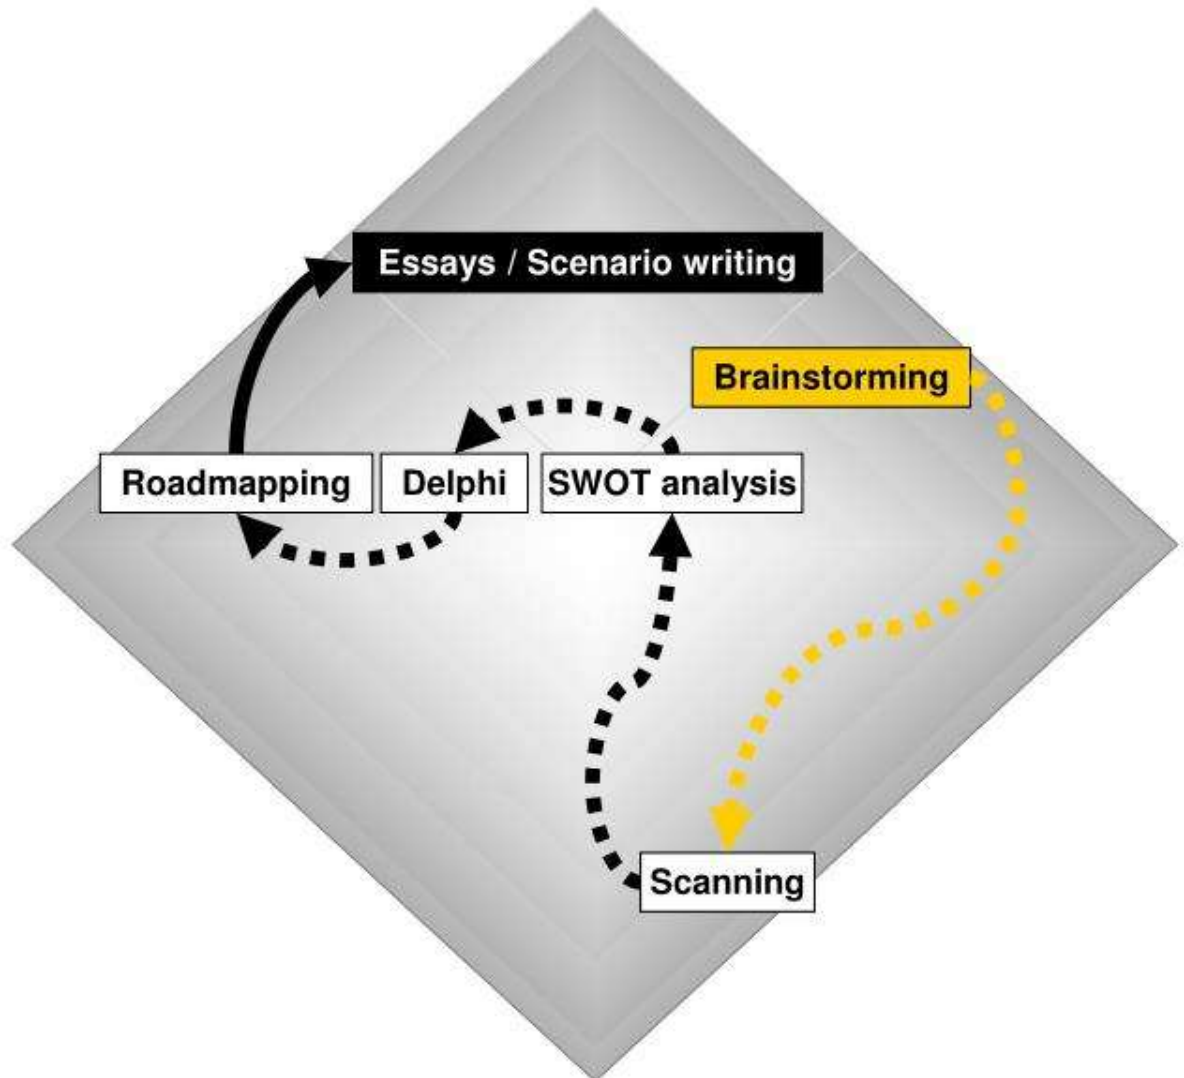 Essays / Scenario writing
Brainstorming
Roadmapping
Delphi
SWOT analysis
Scanning